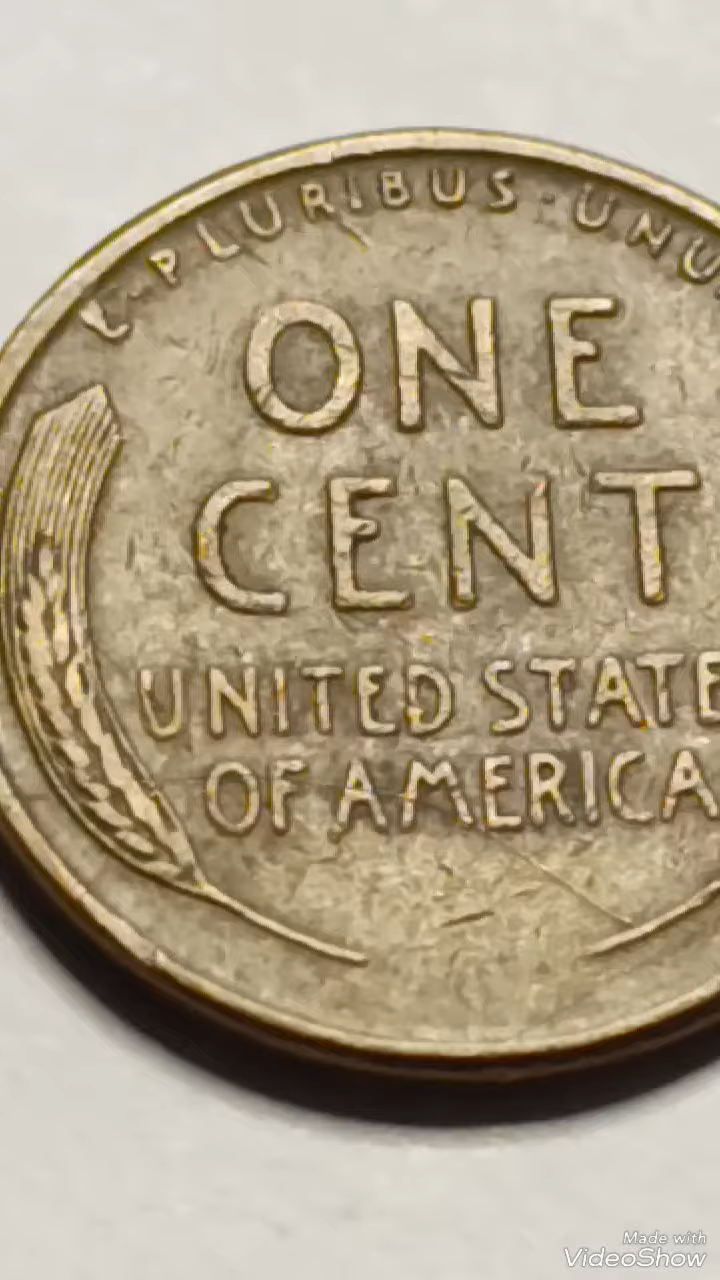 E·PLURIBUS·UNU
ONE
CENT
UNITED STATE
OF AMERICA
Made with
VideoShow